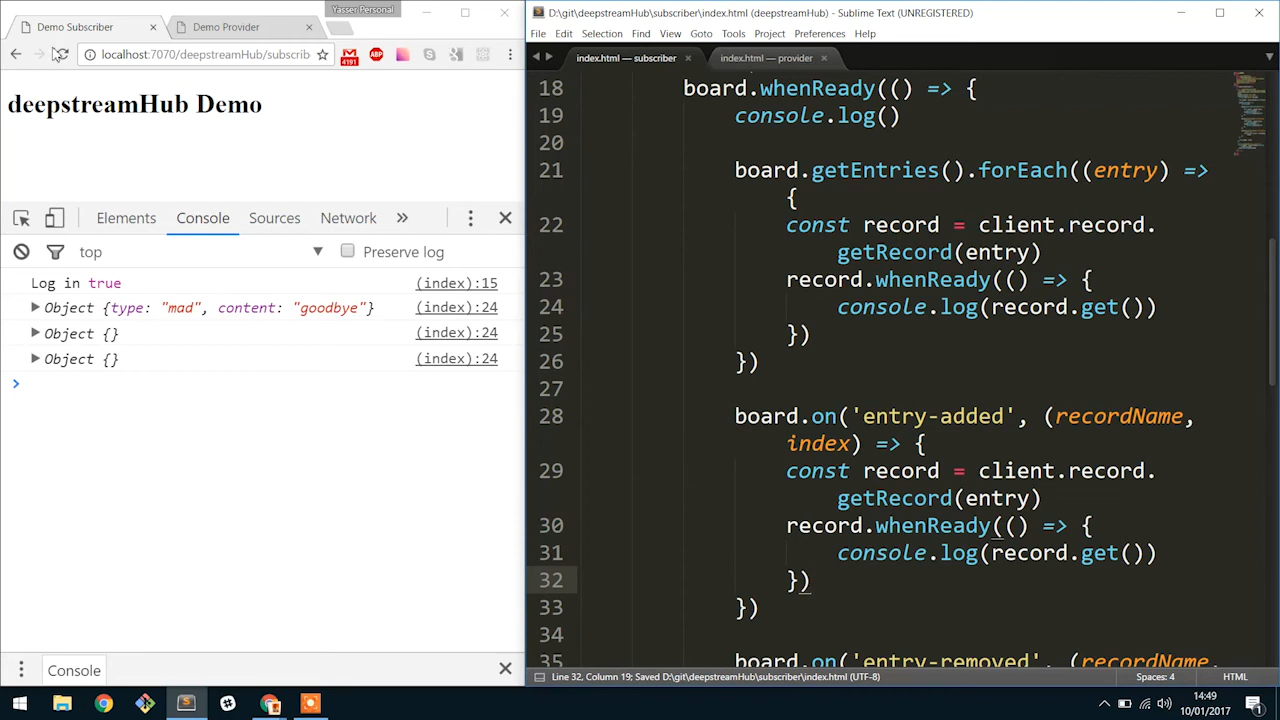 Demo Subscriber
Demo Provider
Yasser Personal
localhost:7070/deepstreamHub/subscrib
4191
ABP
deepstreamHub Demo
Elements
Console
Sources
Network
top
Preserve log
Log in true
(index):15
Object {type: "mad", content: "goodbye"}
(index):24
Object {}
(index):24
Object {}
(index):24
>
Console
D:\git\deepstreamHub\subscriber\index.html (deepstreamHub) - Sublime Text (UNREGISTERED)
File Edit Selection Find View Goto Tools Project Preferences Help
index.html — subscriber
index.html — provider
18 board.whenReady(() => {
19 console.log()
20
21 board.getEntries().forEach((entry) =>
{
22 const record = client.record.
getRecord(entry)
23 record.whenReady(() => {
24 console.log(record.get())
25 })
26 })
27
28 board.on('entry-added', (recordName,
index) => {
29 const record = client.record.
getRecord(entry)
30 record.whenReady(() => {
31 console.log(record.get())
32 })
33 })
34
35 board.on('entry-removed', (recordName,
Line 32, Column 19; Saved D:\git\deepstreamHub\subscriber\index.html (UTF-8)
Spaces: 4
HTML
14:49
10/01/2017
1